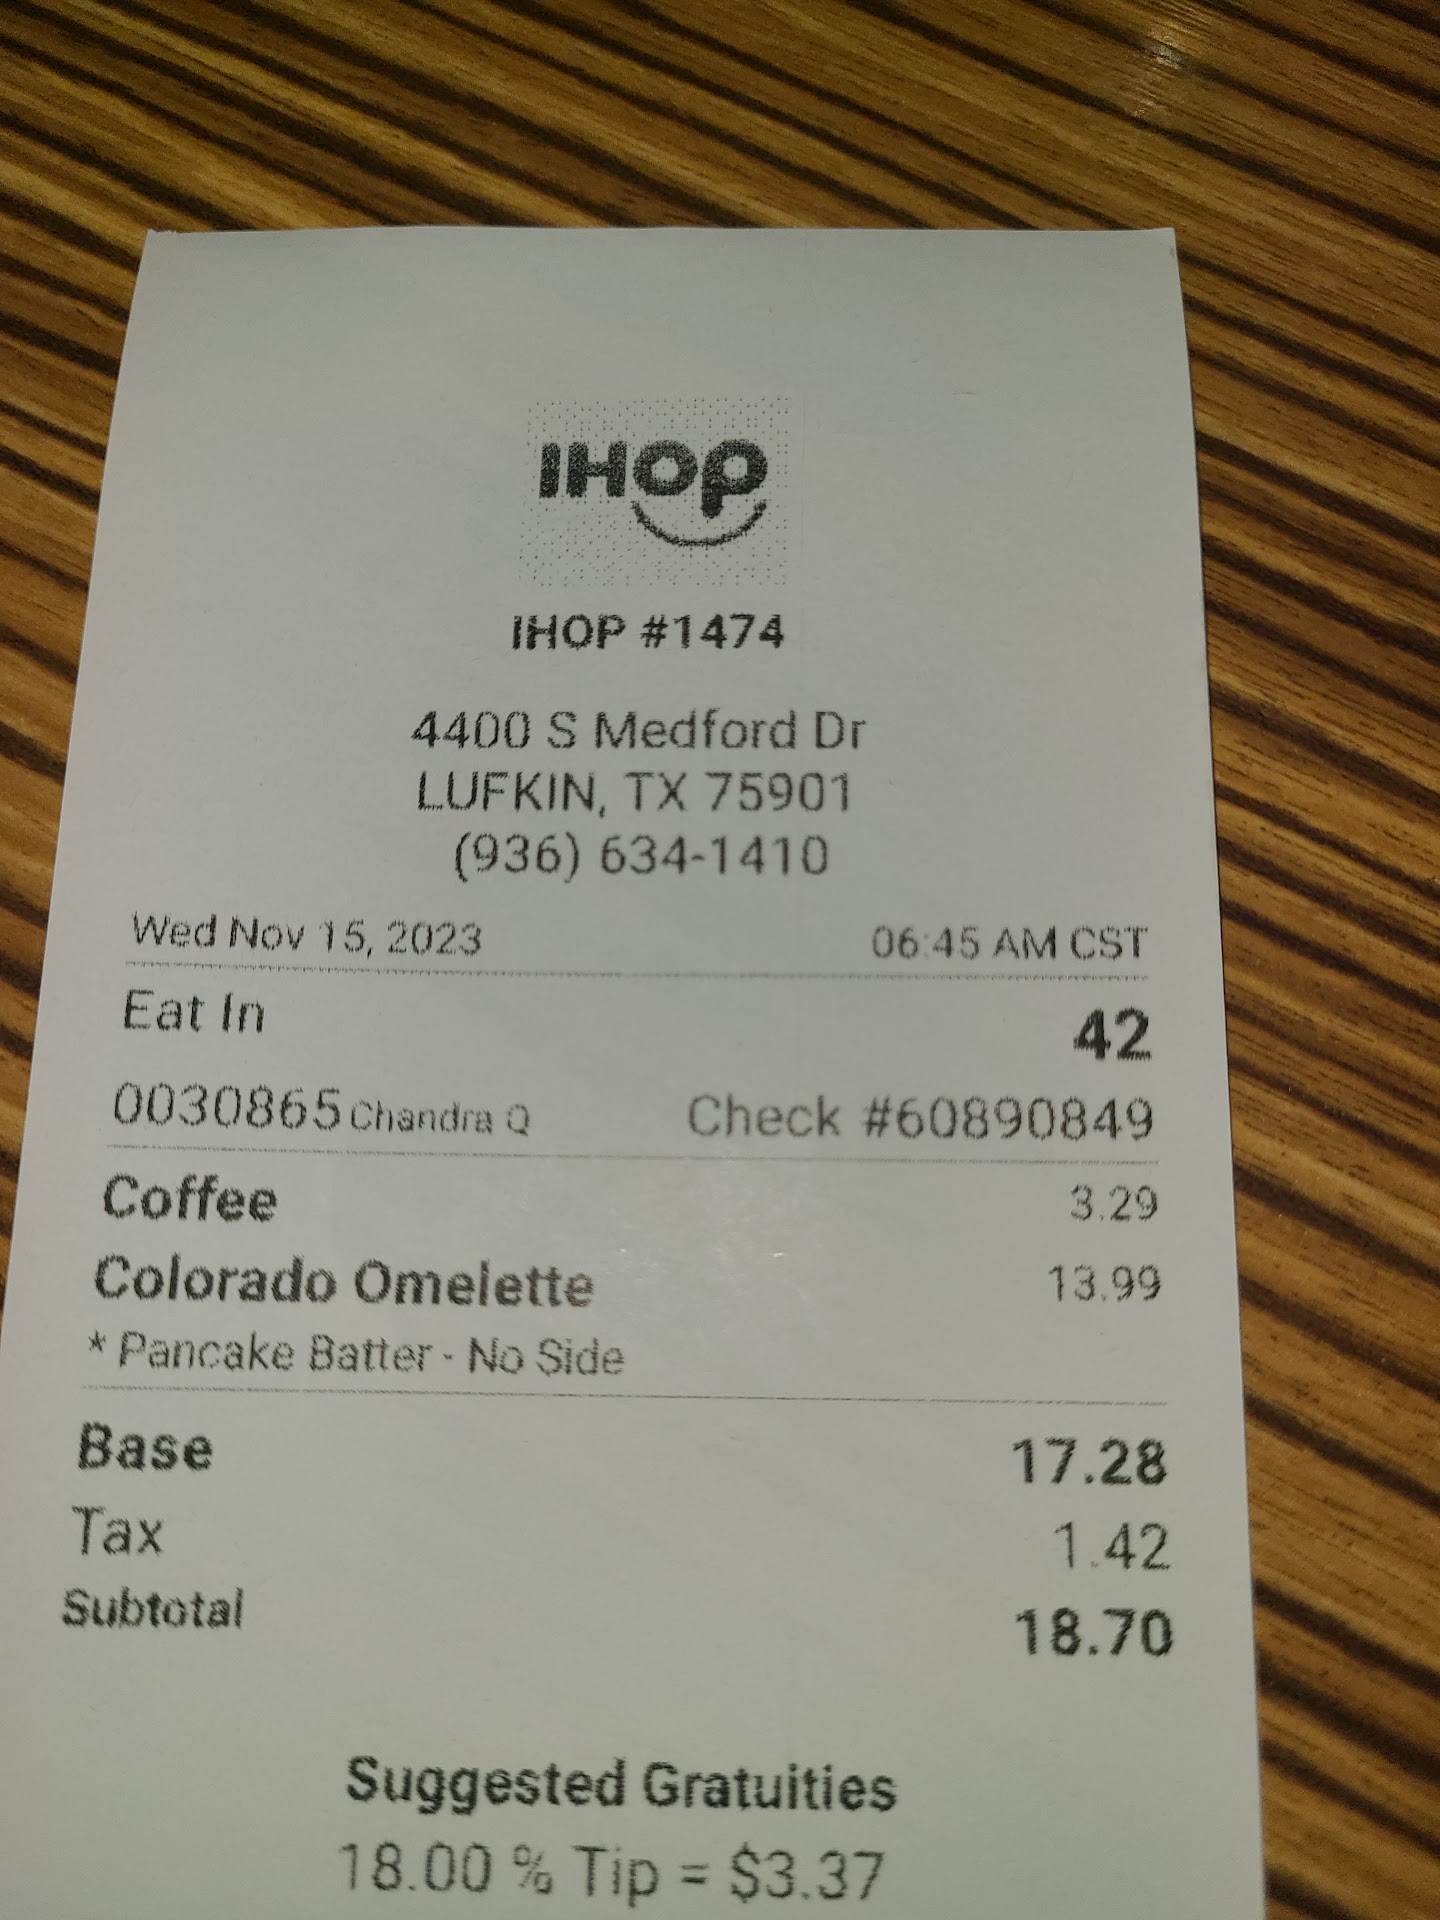 IHOP
IHOP #1474
4400 S Medford Dr
LUFKIN, TX 75901
(936) 634-1410
Wed Nov 15, 2023 06:45 AM CST
Eat In 42
0030865 Chandra Q Check #60890849
Coffee 3.29
Colorado Omelette 13.99
* Pancake Batter - No Side
Base 17.28
Tax 1.42
Subtotal 18.70
Suggested Gratuities
18.00 % Tip = $3.37